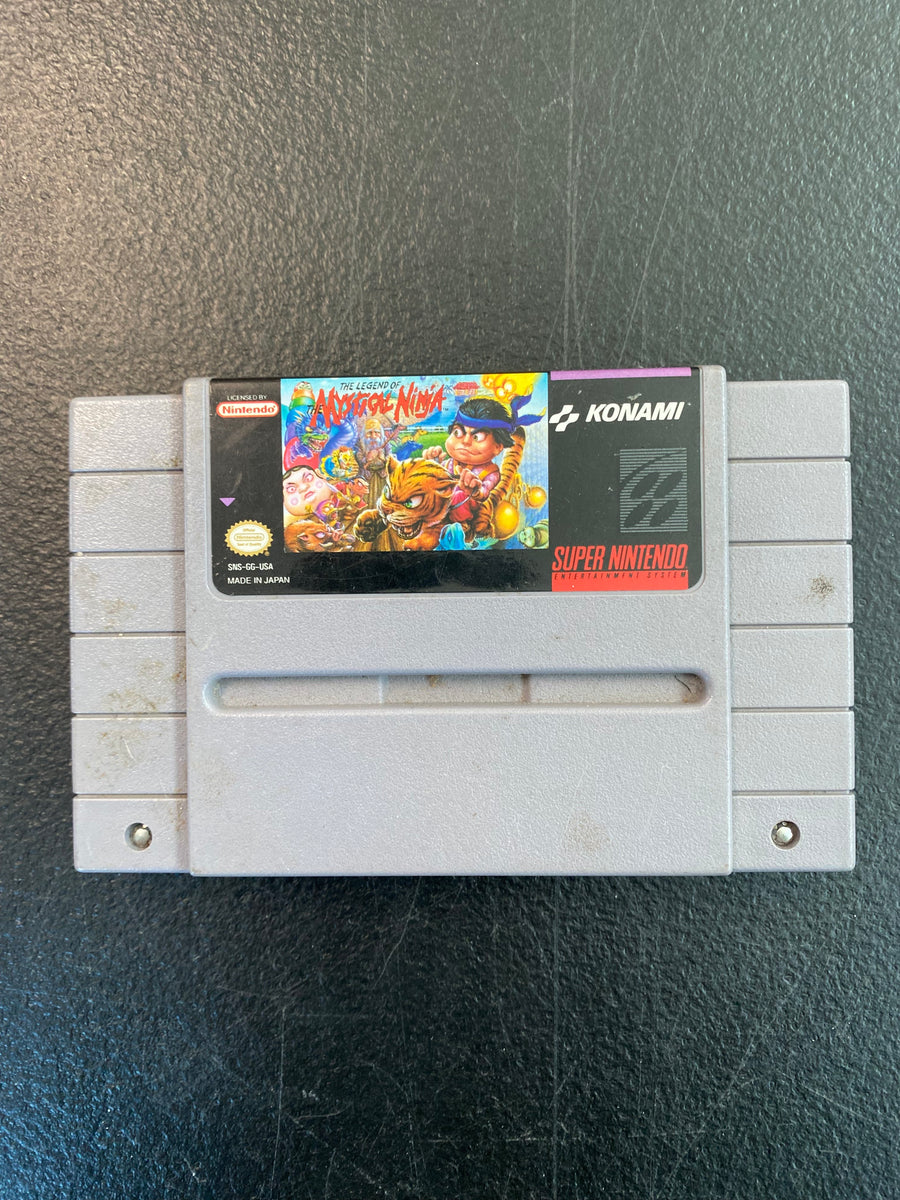 LICENSED BY
Nintendo
THE LEGEND OF
THE MYSTICAL NINJA
KONAMI
Nintendo
SNS-GG-USA
MADE IN JAPAN
SUPER NINTENDO
ENTERTAINMENT SYSTEM